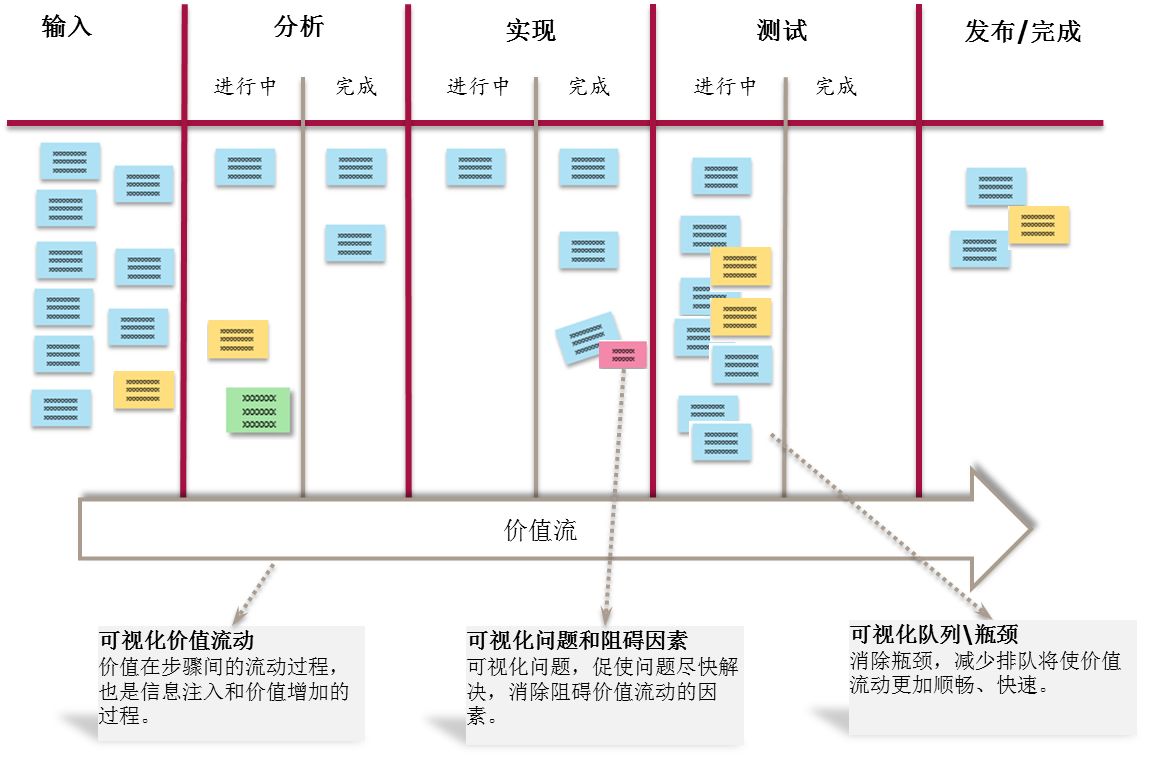 输入
分析
实现
测试
发布/完成
进行中
完成
进行中
完成
进行中
完成
价值流
可视化价值流动
价值在步骤间的流动过程，
也是信息注入和价值增加的
过程。
可视化问题和阻碍因素
可视化问题，促使问题尽快解
决，消除阻碍价值流动的因
素。
可视化队列\瓶颈
消除瓶颈，减少排队将使价值
流动更加顺畅、快速。